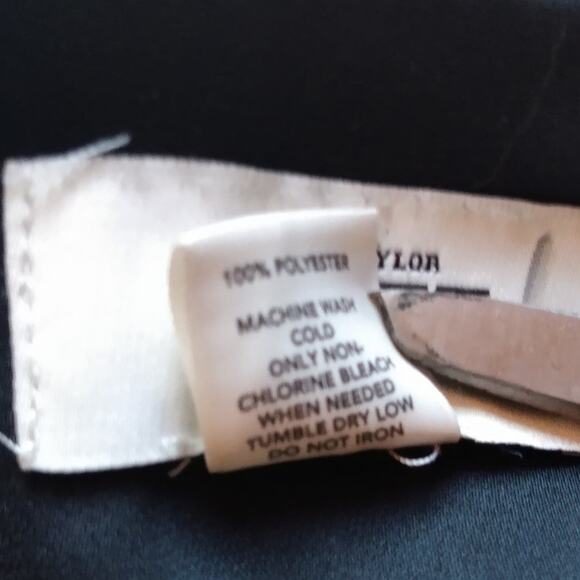 YLOR
100% POLYESTER
MACHINE WASH
COLD
ONLY NON-
CHLORINE BLEACH
WHEN NEEDED
TUMBLE DRY LOW
DO NOT IRON